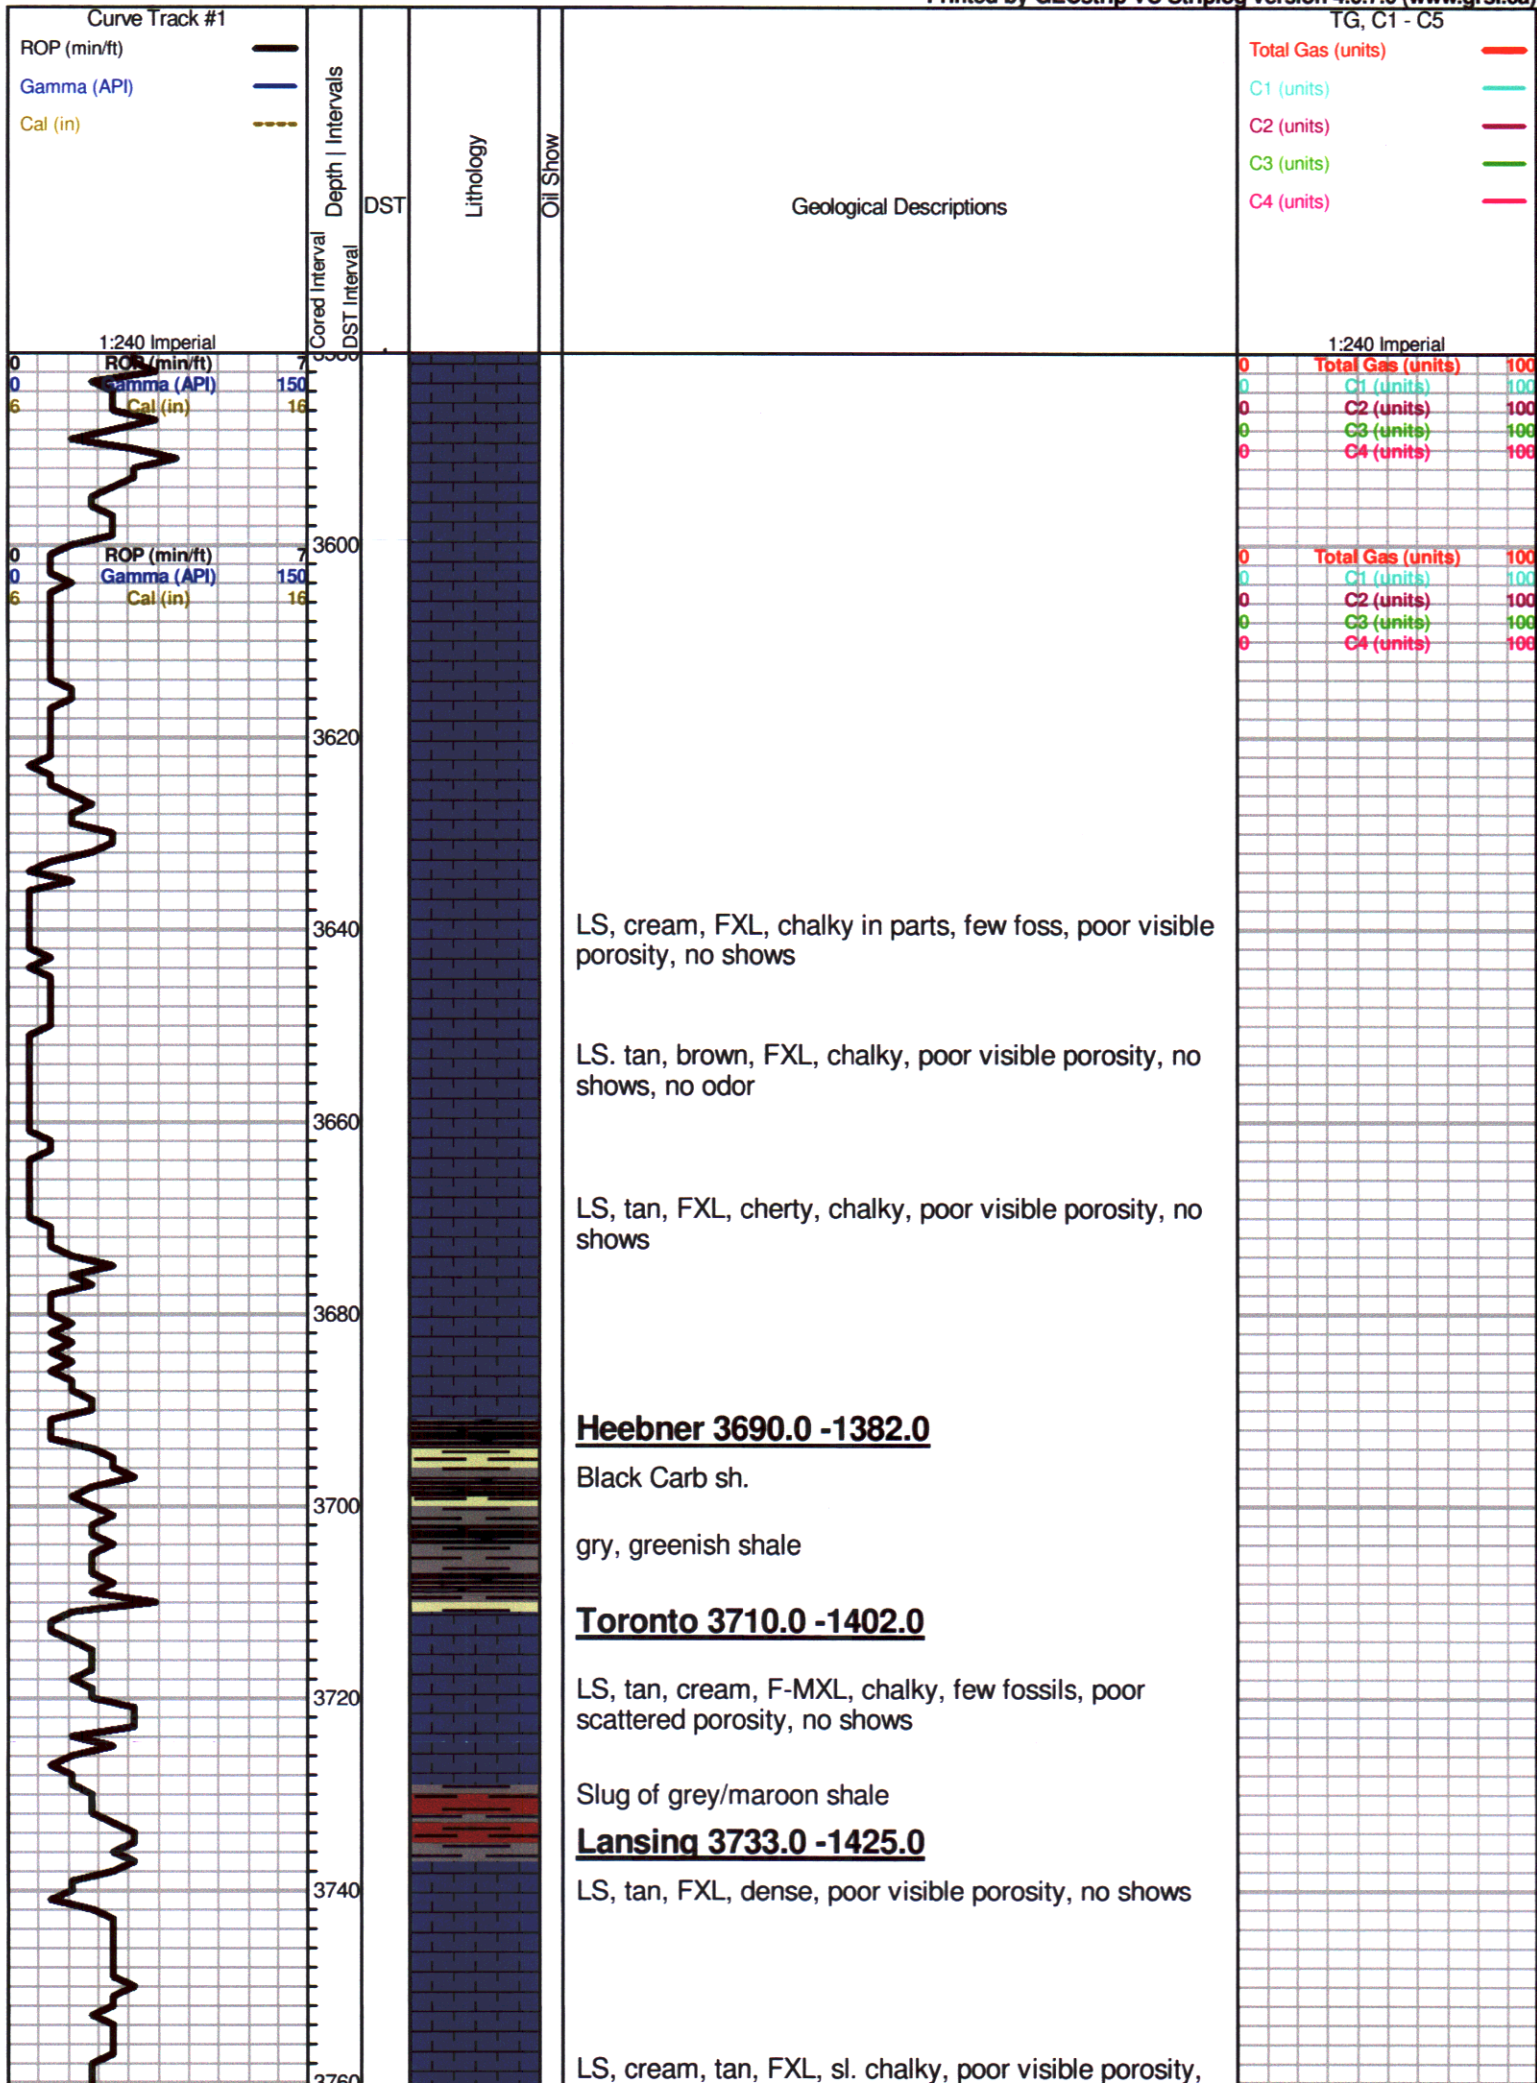 Curve Track #1
ROP (min/ft)
Gamma (API)
Cal (in)
1:240 Imperial
Depth | Intervals
Cored Interval
DST Interval
DST
Lithology
Oil Show
Geological Descriptions
TG, C1 - C5
Total Gas (units)
C1 (units)
C2 (units)
C3 (units)
C4 (units)
1:240 Imperial
0 ROP (min/ft) 7
0 Gamma (API) 150
6 Cal (in) 16
0 Total Gas (units) 100
0 C1 (units) 100
0 C2 (units) 100
0 C3 (units) 100
0 C4 (units) 100
3600
0 ROP (min/ft) 7
0 Gamma (API) 150
6 Cal (in) 16
0 Total Gas (units) 100
0 C1 (units) 100
0 C2 (units) 100
0 C3 (units) 100
0 C4 (units) 100
3620
3640
LS, cream, FXL, chalky in parts, few foss, poor visible
porosity, no shows
LS. tan, brown, FXL, chalky, poor visible porosity, no
shows, no odor
3660
LS, tan, FXL, cherty, chalky, poor visible porosity, no
shows
3680
Heebner 3690.0 -1382.0
Black Carb sh.
3700
gry, greenish shale
Toronto 3710.0 -1402.0
LS, tan, cream, F-MXL, chalky, few fossils, poor
scattered porosity, no shows
3720
Slug of grey/maroon shale
Lansing 3733.0 -1425.0
3740
LS, tan, FXL, dense, poor visible porosity, no shows
LS, cream, tan, FXL, sl. chalky, poor visible porosity,
3760